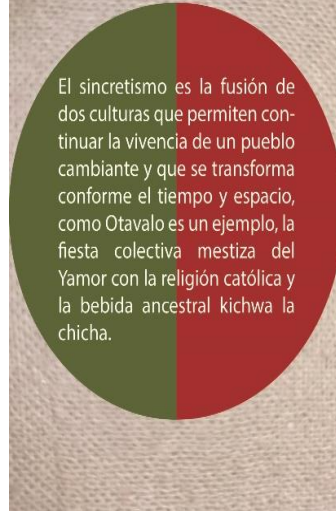 El sincretismo es la fusión de
dos culturas que permiten con-
tinuar la vivencia de un pueblo
cambiante y que se transforma
conforme el tiempo y espacio,
como Otavalo es un ejemplo, la
fiesta colectiva mestiza del
Yamor con la religión católica y
la bebida ancestral kichwa la
chicha.